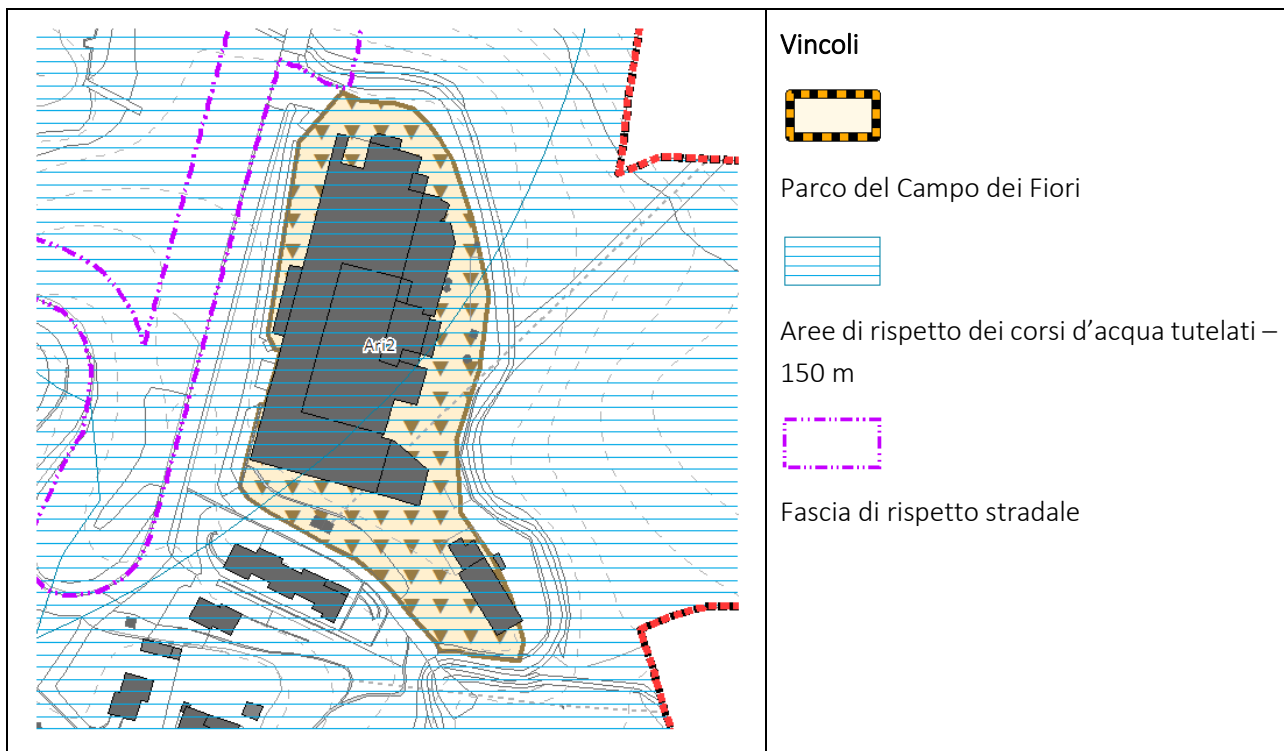 Vincoli
Parco del Campo dei Fiori
Aree di rispetto dei corsi d’acqua tutelati –
150 m
Fascia di rispetto stradale
Ari2